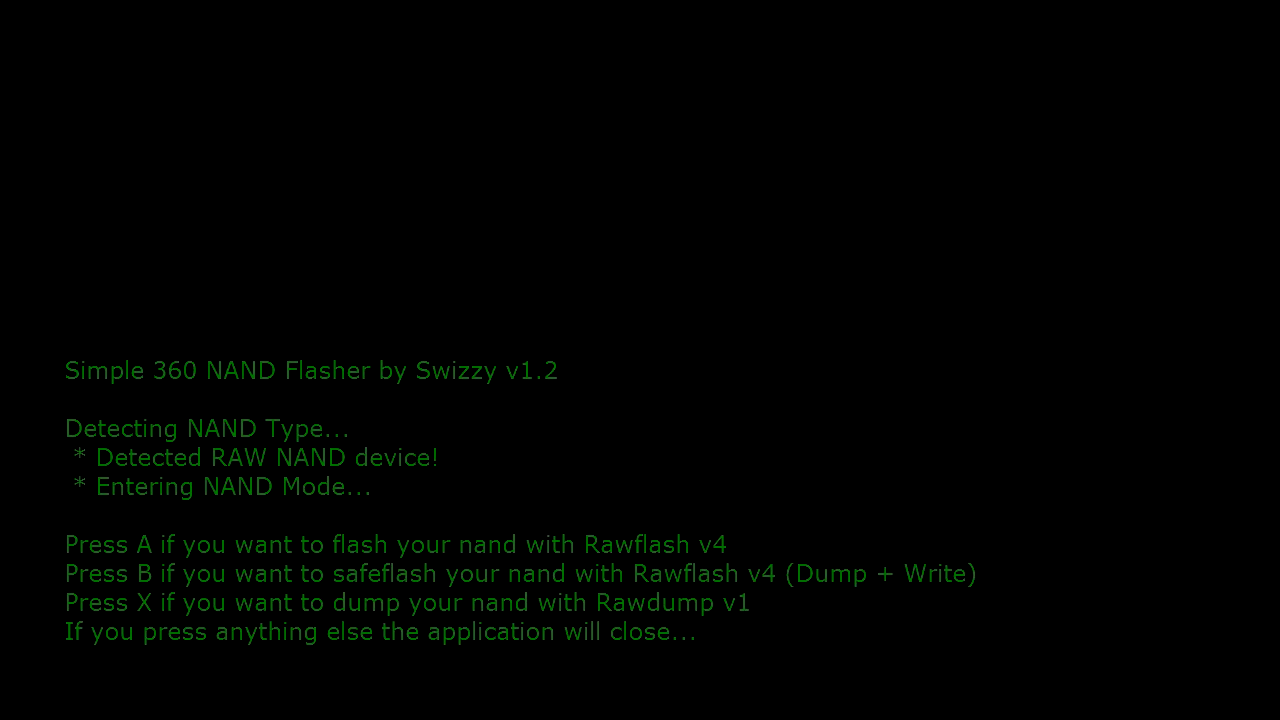 Simple 360 NAND Flasher by Swizzy v1.2
Detecting NAND Type...
* Detected RAW NAND device!
* Entering NAND Mode...
Press A if you want to flash your nand with Rawflash v4
Press B if you want to safeflash your nand with Rawflash v4 (Dump + Write)
Press X if you want to dump your nand with Rawdump v1
If you press anything else the application will close...